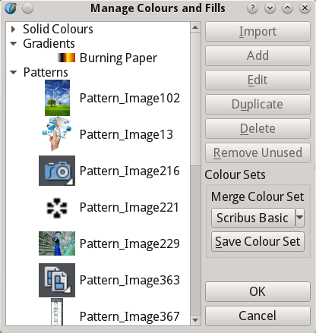 Manage Colours and Fills
Solid Colours
Gradients
Burning Paper
Patterns
Pattern_Image102
Pattern_Image13
Pattern_Image216
Pattern_Image221
Pattern_Image229
Pattern_Image363
Pattern_Image367
Import
Add
Edit
Duplicate
Delete
Remove Unused
Colour Sets
Merge Colour Set
Scribus Basic
Save Colour Set
OK
Cancel